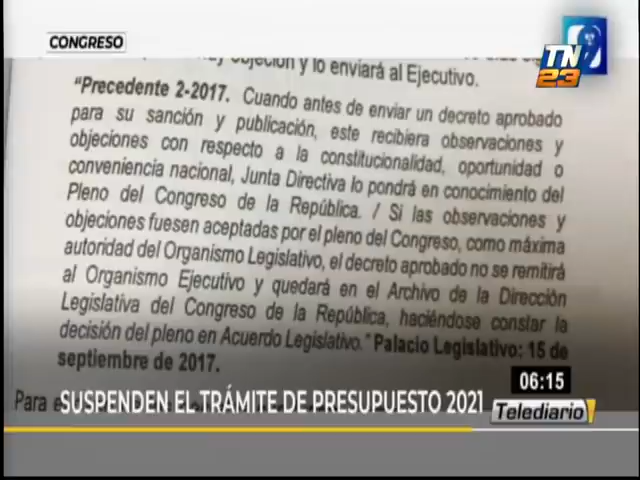 CONGRESO
TN
23
objeción y lo enviará al Ejecutivo.
"Precedente 2-2017. Cuando antes de enviar un decreto aprobado
para su sanción y publicación, este recibiera observaciones y
objeciones con respecto a la constitucionalidad, oportunidad o
conveniencia nacional, Junta Directiva lo pondrá en conocimiento del
Pleno del Congreso de la República. / Si las observaciones y
objeciones fuesen aceptadas por el pleno del Congreso, como máxima
autoridad del Organismo Legislativo, el decreto aprobado no se remitirá
al Organismo Ejecutivo y quedará en el Archivo de la Dirección
Legislativa del Congreso de la República, haciéndose constar la
decisión del pleno en Acuerdo Legislativo." Palacio Legislativo: 15 de
septiembre de 2017.
Para
SUSPENDEN EL TRÁMITE DE PRESUPUESTO 2021
06:15
Telediario